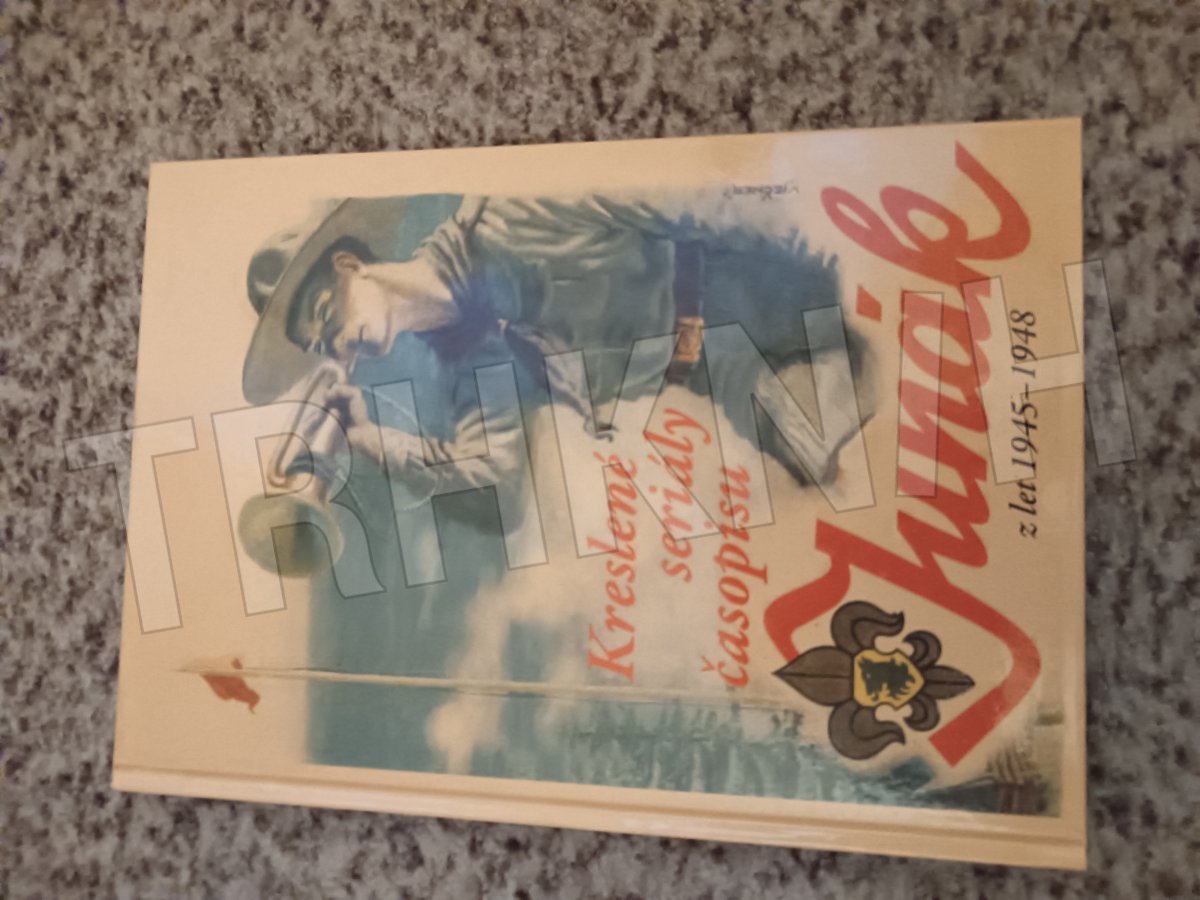 Kreslené
seriály
časopisu
Junák
z let 1945–1948
TRHKNIH